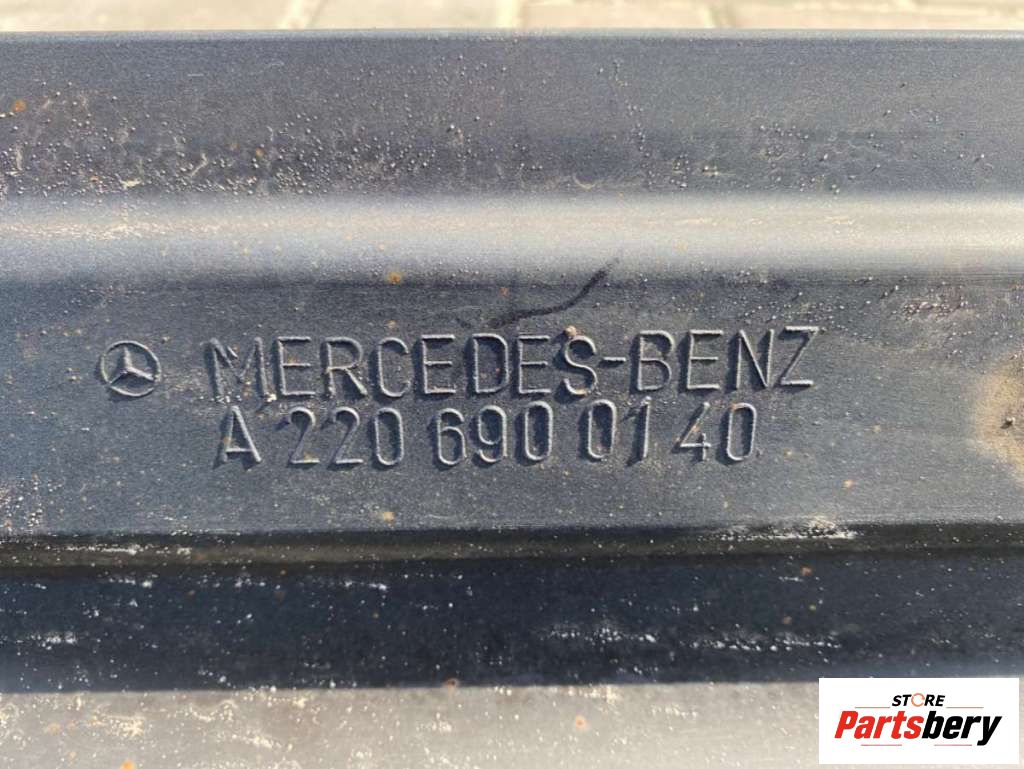 MERCEDES-BENZ
A 220 690 01 40
STORE
Partsbery